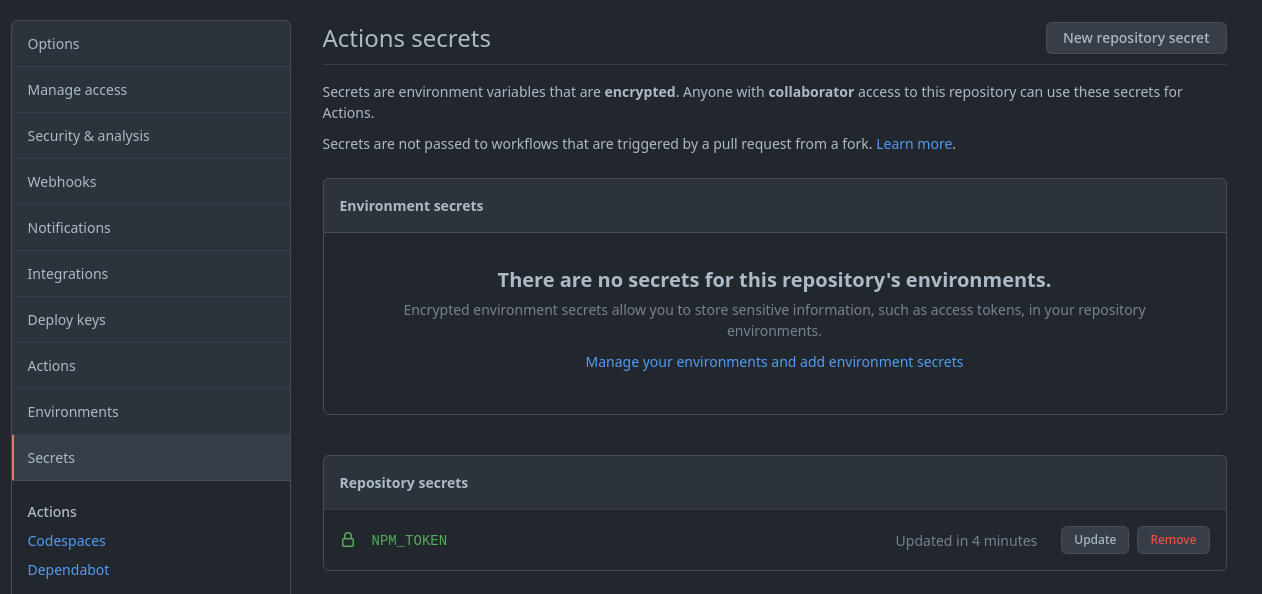 Options
Manage access
Security & analysis
Webhooks
Notifications
Integrations
Deploy keys
Actions
Environments
Secrets
Actions
Codespaces
Dependabot
Actions secrets
New repository secret
Secrets are environment variables that are encrypted. Anyone with collaborator access to this repository can use these secrets for
Actions.
Secrets are not passed to workflows that are triggered by a pull request from a fork. Learn more.
Environment secrets
There are no secrets for this repository's environments.
Encrypted environment secrets allow you to store sensitive information, such as access tokens, in your repository
environments.
Manage your environments and add environment secrets
Repository secrets
NPM_TOKEN
Updated in 4 minutes
Update
Remove